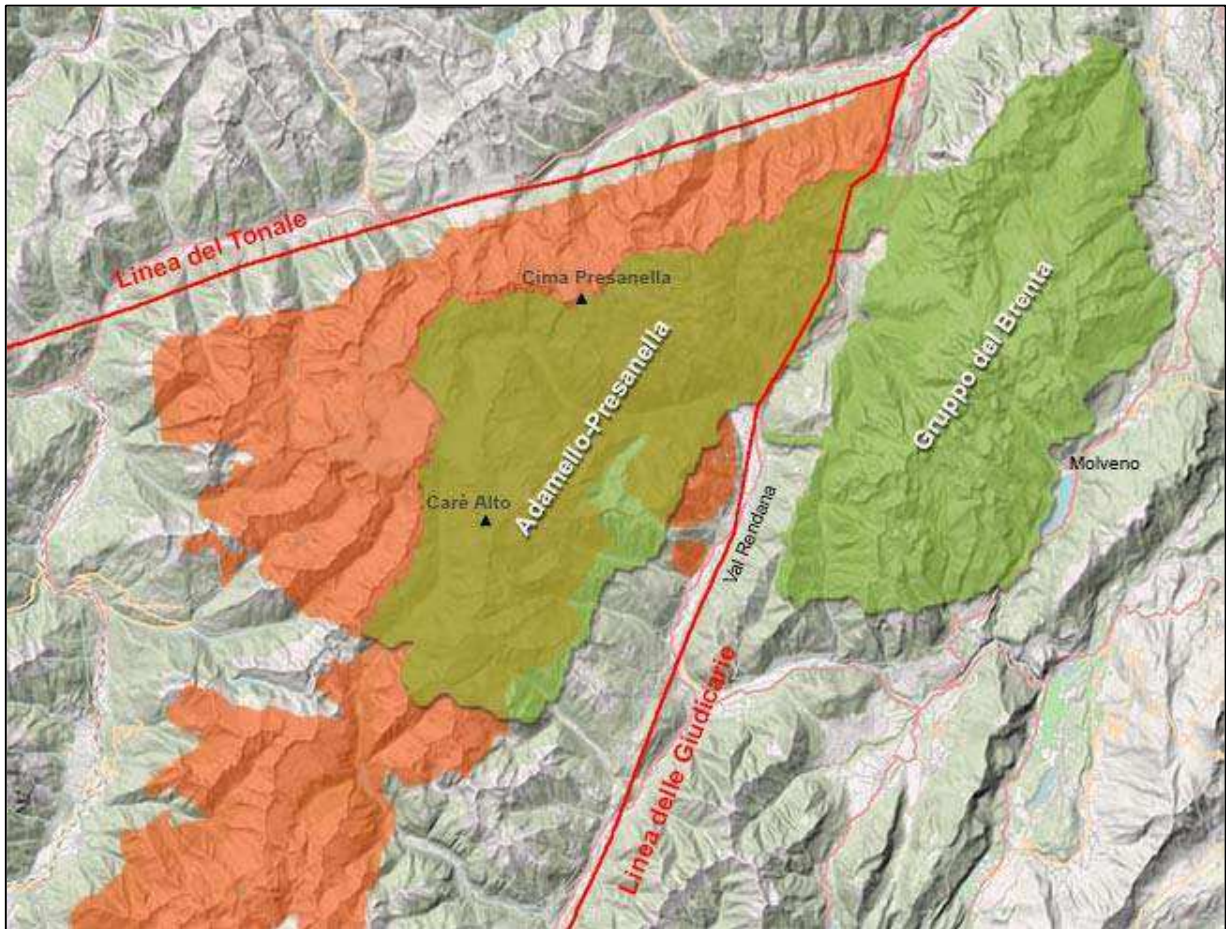 Linea del Tonale
Cima Presanella
Adamello-Presanella
Gruppo del Brenta
Molveno
Carè Alto
Val Rendana
Linea delle Giudicarie